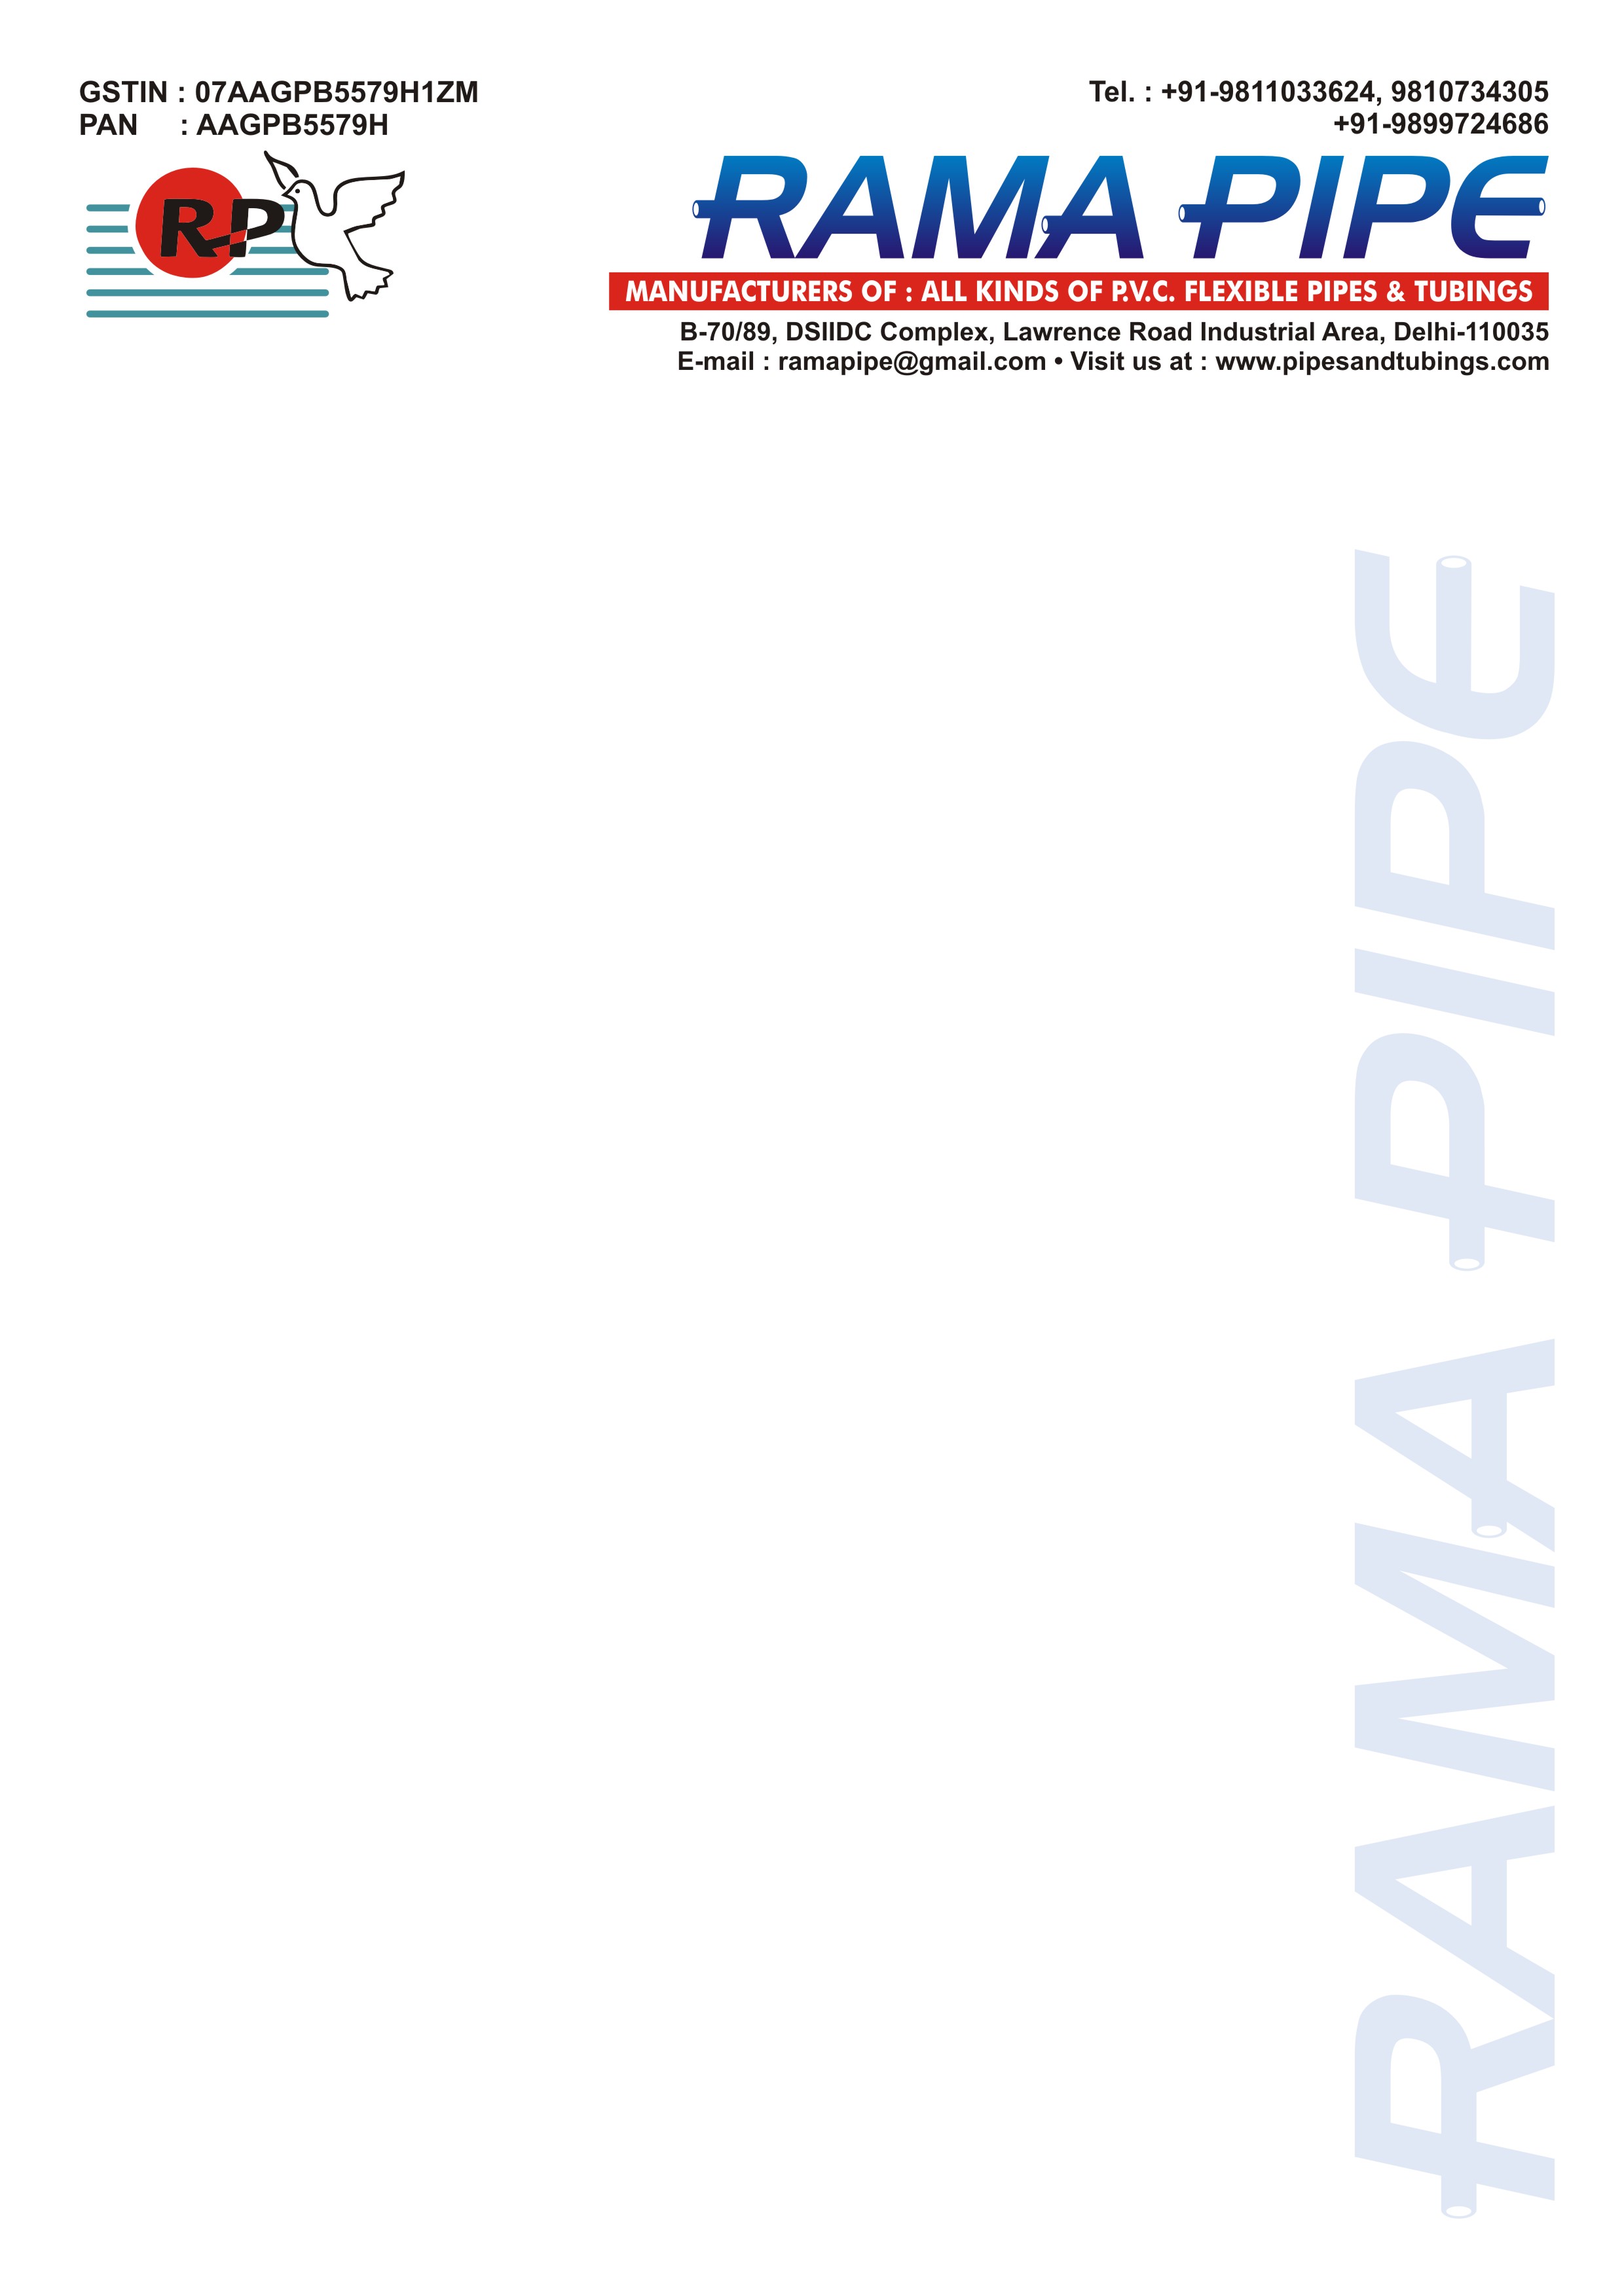 GSTIN : 07AAGPB5579H1ZM
PAN : AAGPB5579H
Tel. : +91-9811033624, 9810734305
+91-9899724686
RP
RAMA PIPE
MANUFACTURERS OF : ALL KINDS OF P.V.C. FLEXIBLE PIPES & TUBINGS
B-70/89, DSIIDC Complex, Lawrence Road Industrial Area, Delhi-110035
E-mail : ramapipe@gmail.com • Visit us at : www.pipesandtubings.com
RAMA PIPE